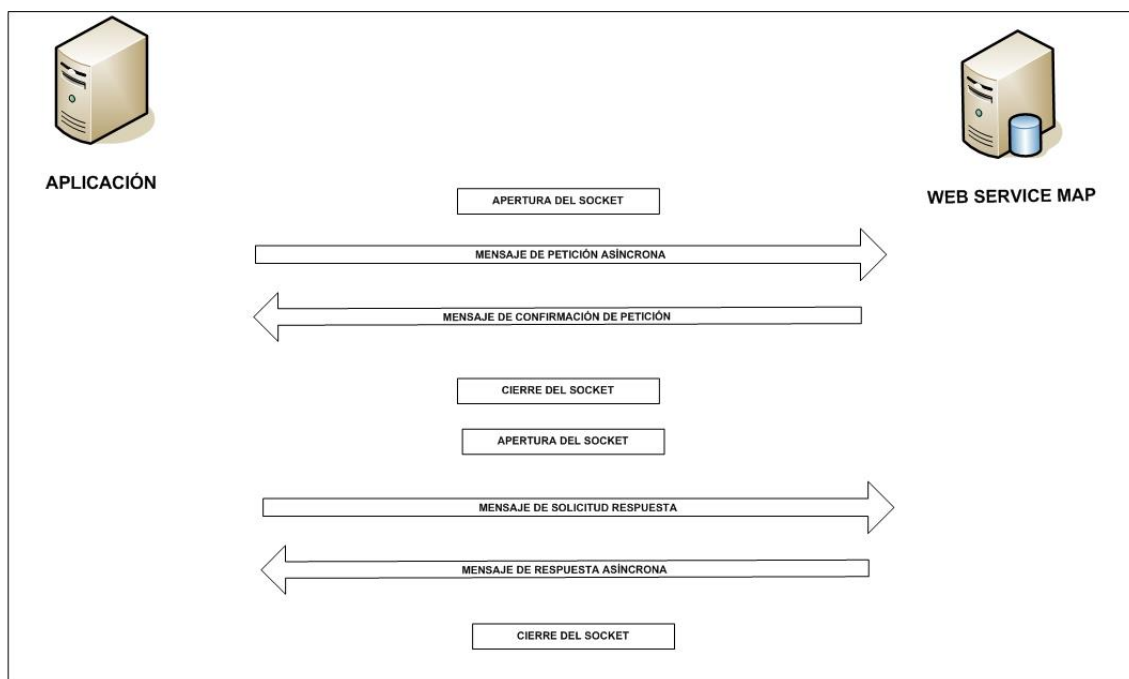 APLICACIÓN
WEB SERVICE MAP
APERTURA DEL SOCKET
MENSAJE DE PETICIÓN ASÍNCRONA
MENSAJE DE CONFIRMACIÓN DE PETICIÓN
CIERRE DEL SOCKET
APERTURA DEL SOCKET
MENSAJE DE SOLICITUD RESPUESTA
MENSAJE DE RESPUESTA ASÍNCRONA
CIERRE DEL SOCKET